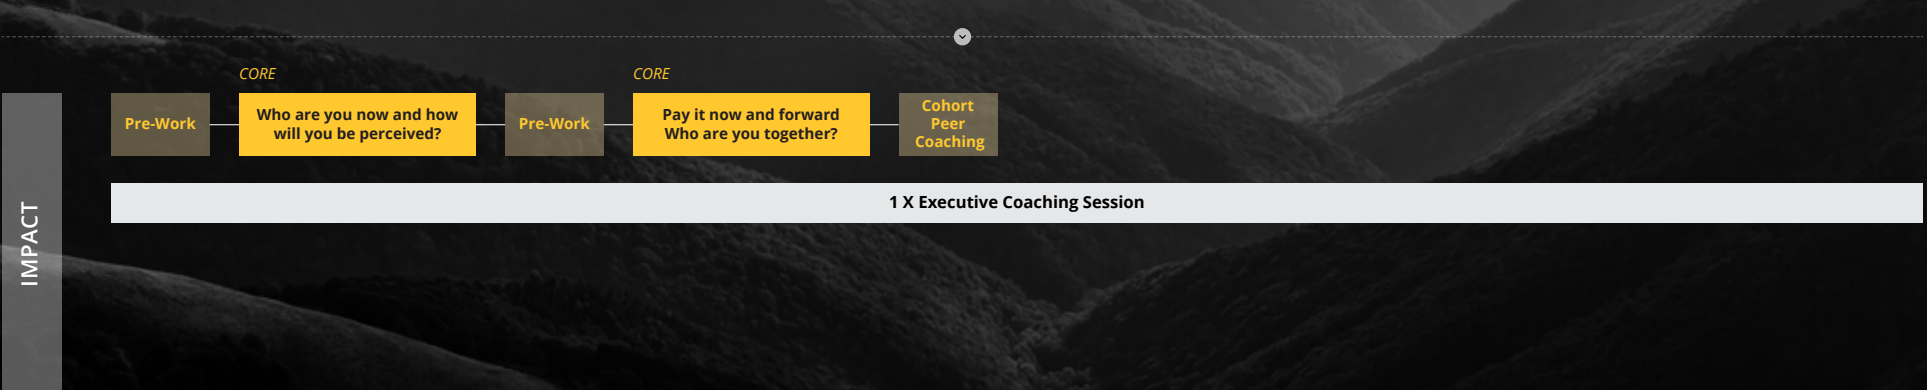 CORE
CORE
Pre-Work
Who are you now and how
will you be perceived?
Pre-Work
Pay it now and forward
Who are you together?
Cohort
Peer
Coaching
1 X Executive Coaching Session
IMPACT